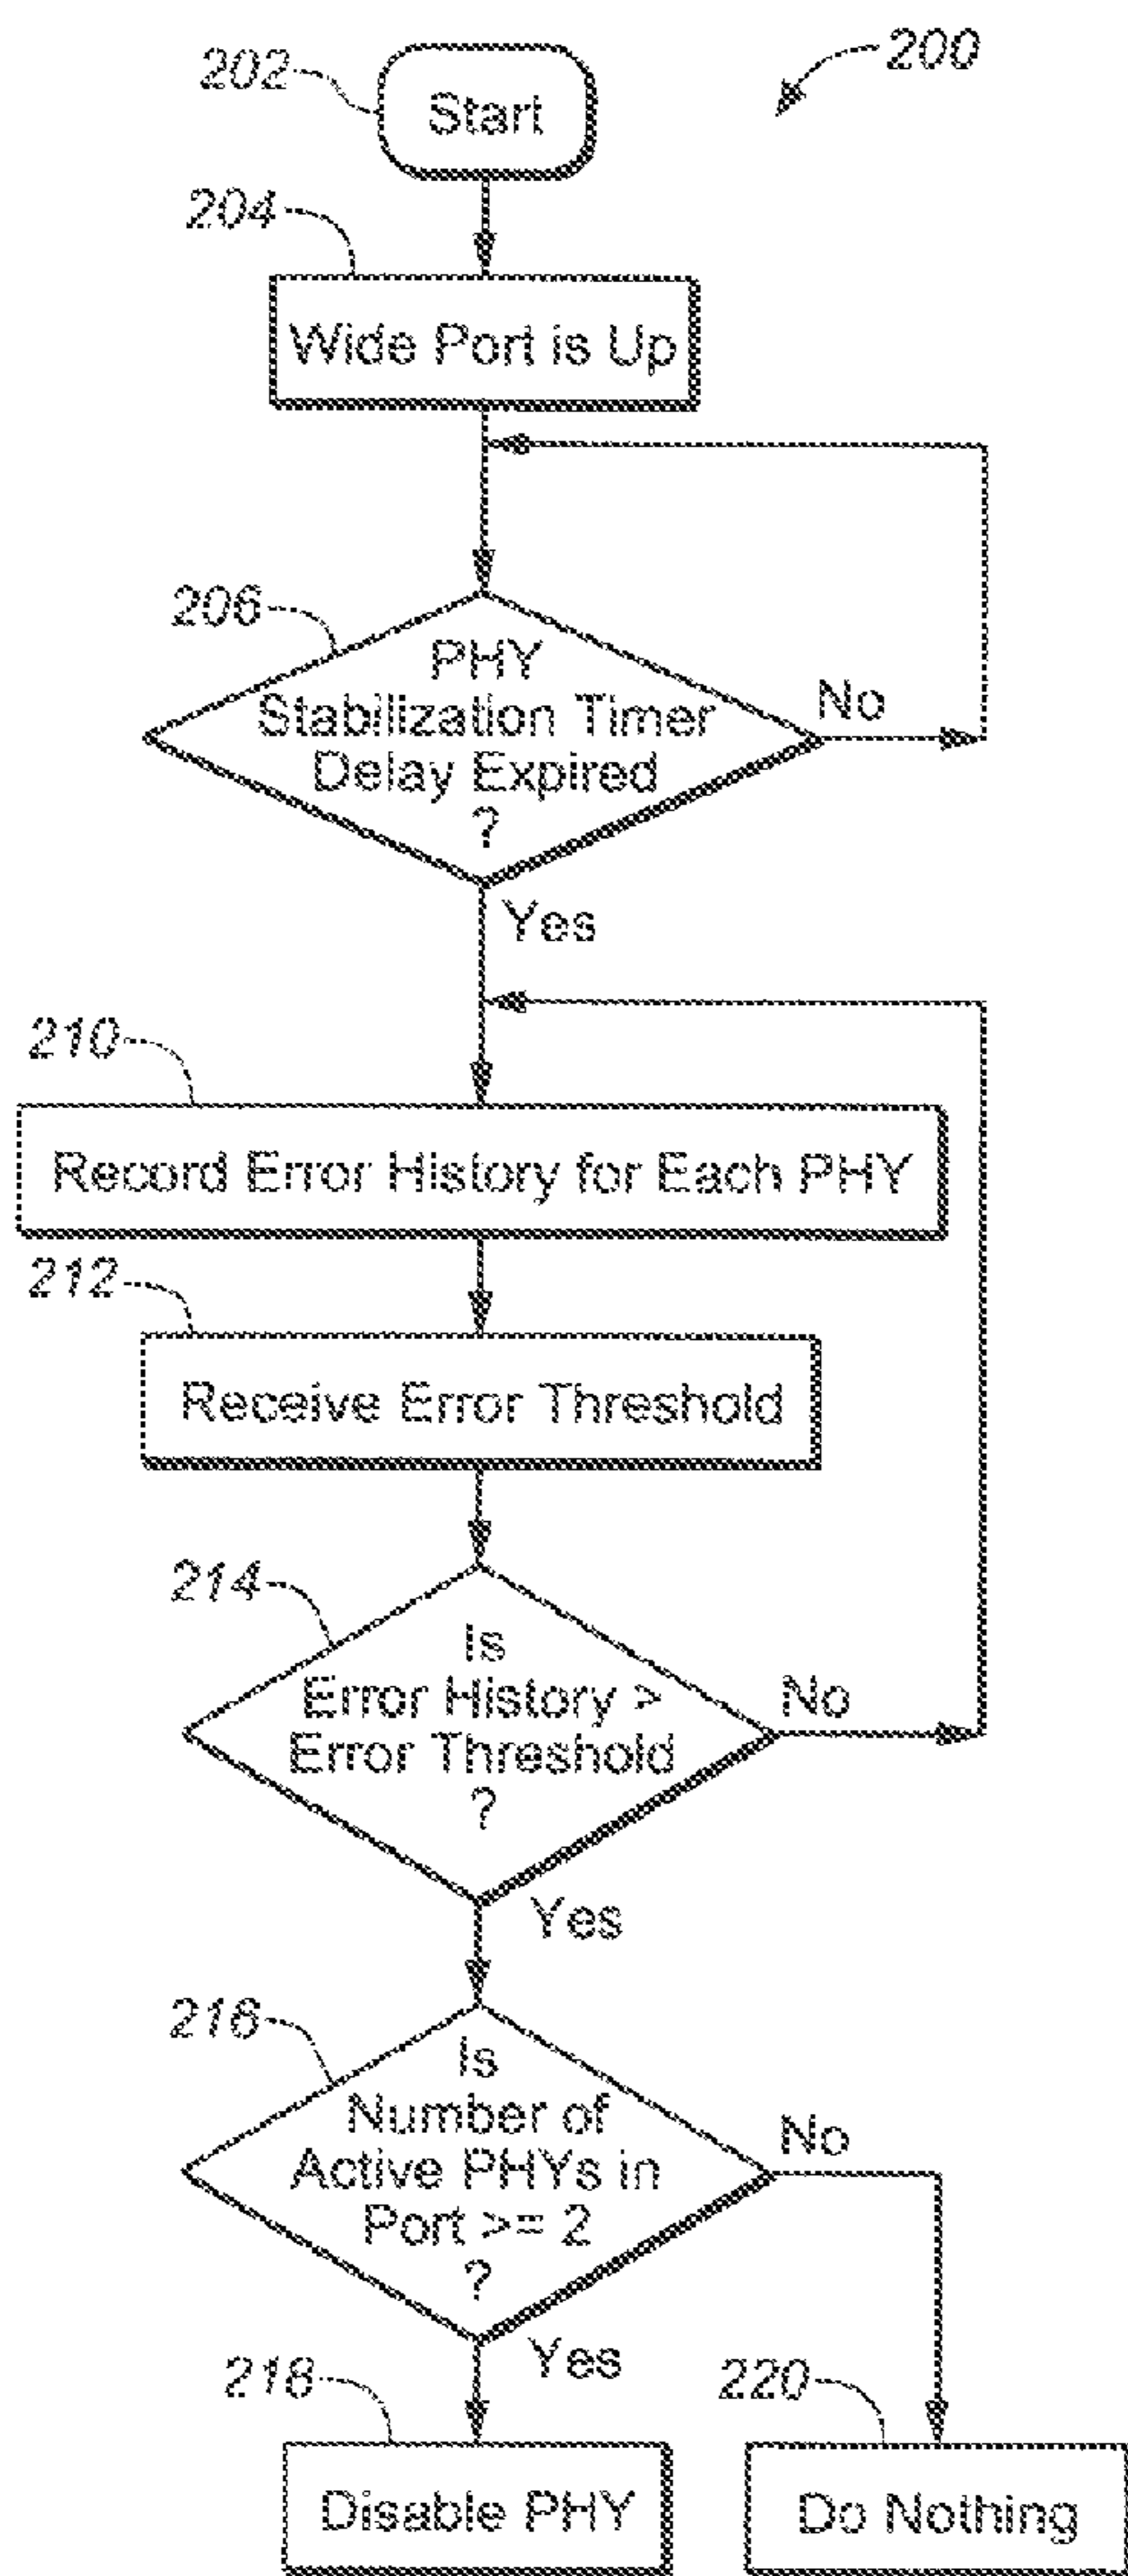 200
202
Start
204
Wide Port is Up
206
PHY
Stabilization Timer
Delay Expired
?
No
Yes
210
Record Error History for Each PHY
212
Receive Error Threshold
214
Is
Error History >
Error Threshold
?
No
Yes
216
Is
Number of
Active PHYs in
Port >= 2
?
No
Yes
218
Disable PHY
220
Do Nothing